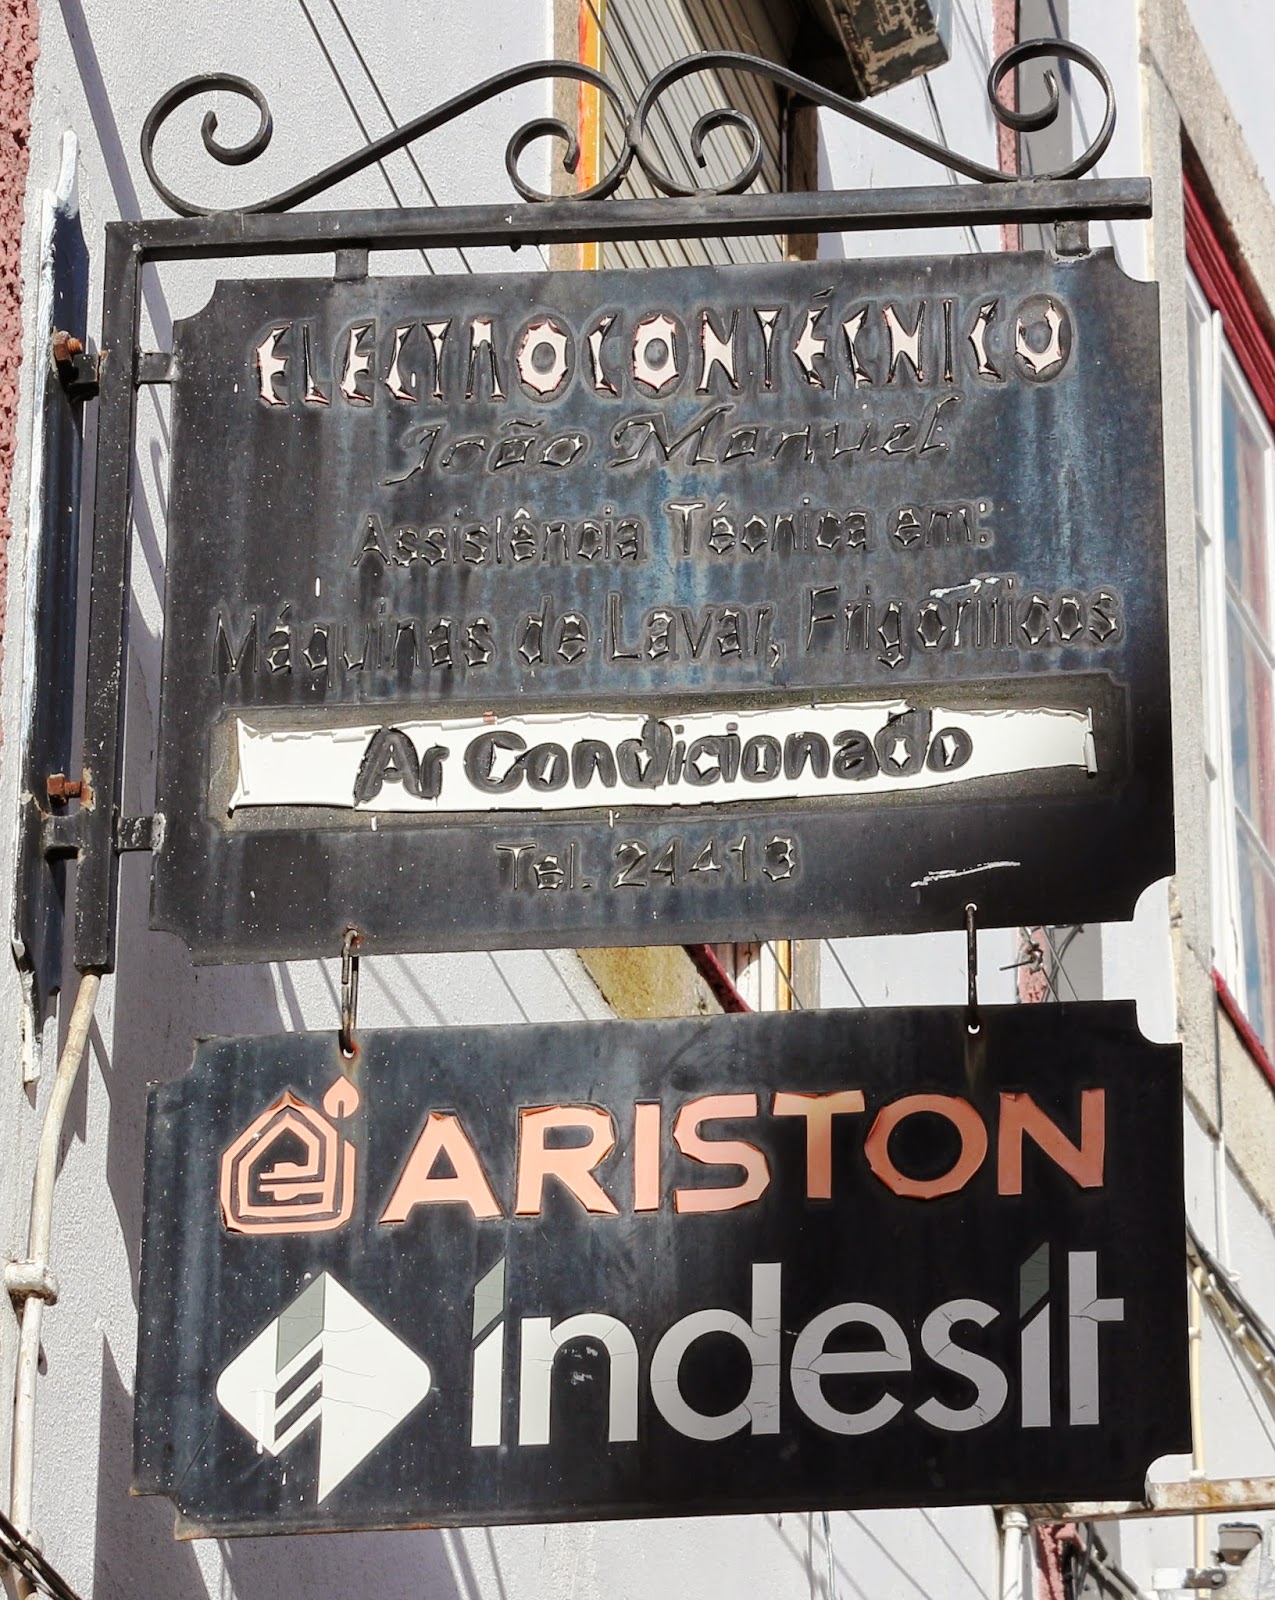 ELECTROCONTÉCNICO
João Manuel
Assistência Técnica em:
Máquinas de Lavar, Frigoríficos
Ar Condicionado
Tel. 24413
ARISTON
indesit